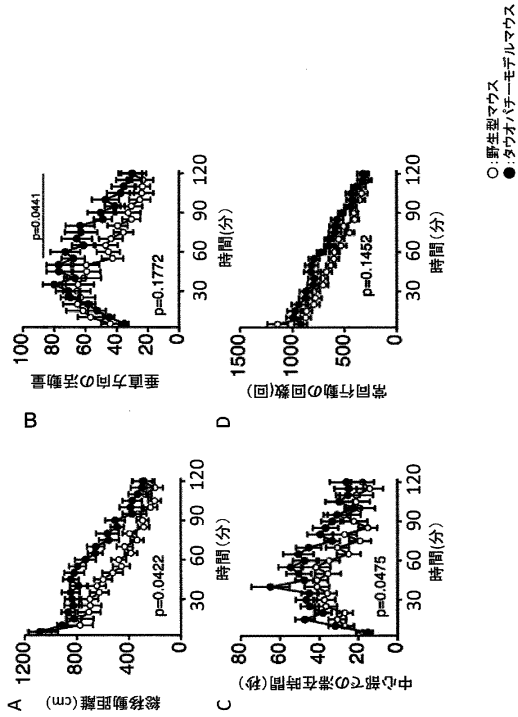 A
総移動距離(cm)
1200
800
400
0
30
60
90
120
時間(分)
p=0.0422
B
垂直方向の活動量
100
80
60
40
20
0
30
60
90
120
時間(分)
p=0.0441
p=0.1772
C
中心部での滞在時間(秒)
80
60
40
20
0
30
60
90
120
時間(分)
p=0.0475
D
常同行動の回数(回)
1500
1000
500
0
30
60
90
120
時間(分)
p=0.1452
○:野生型マウス
●:タウオパチーモデルマウス